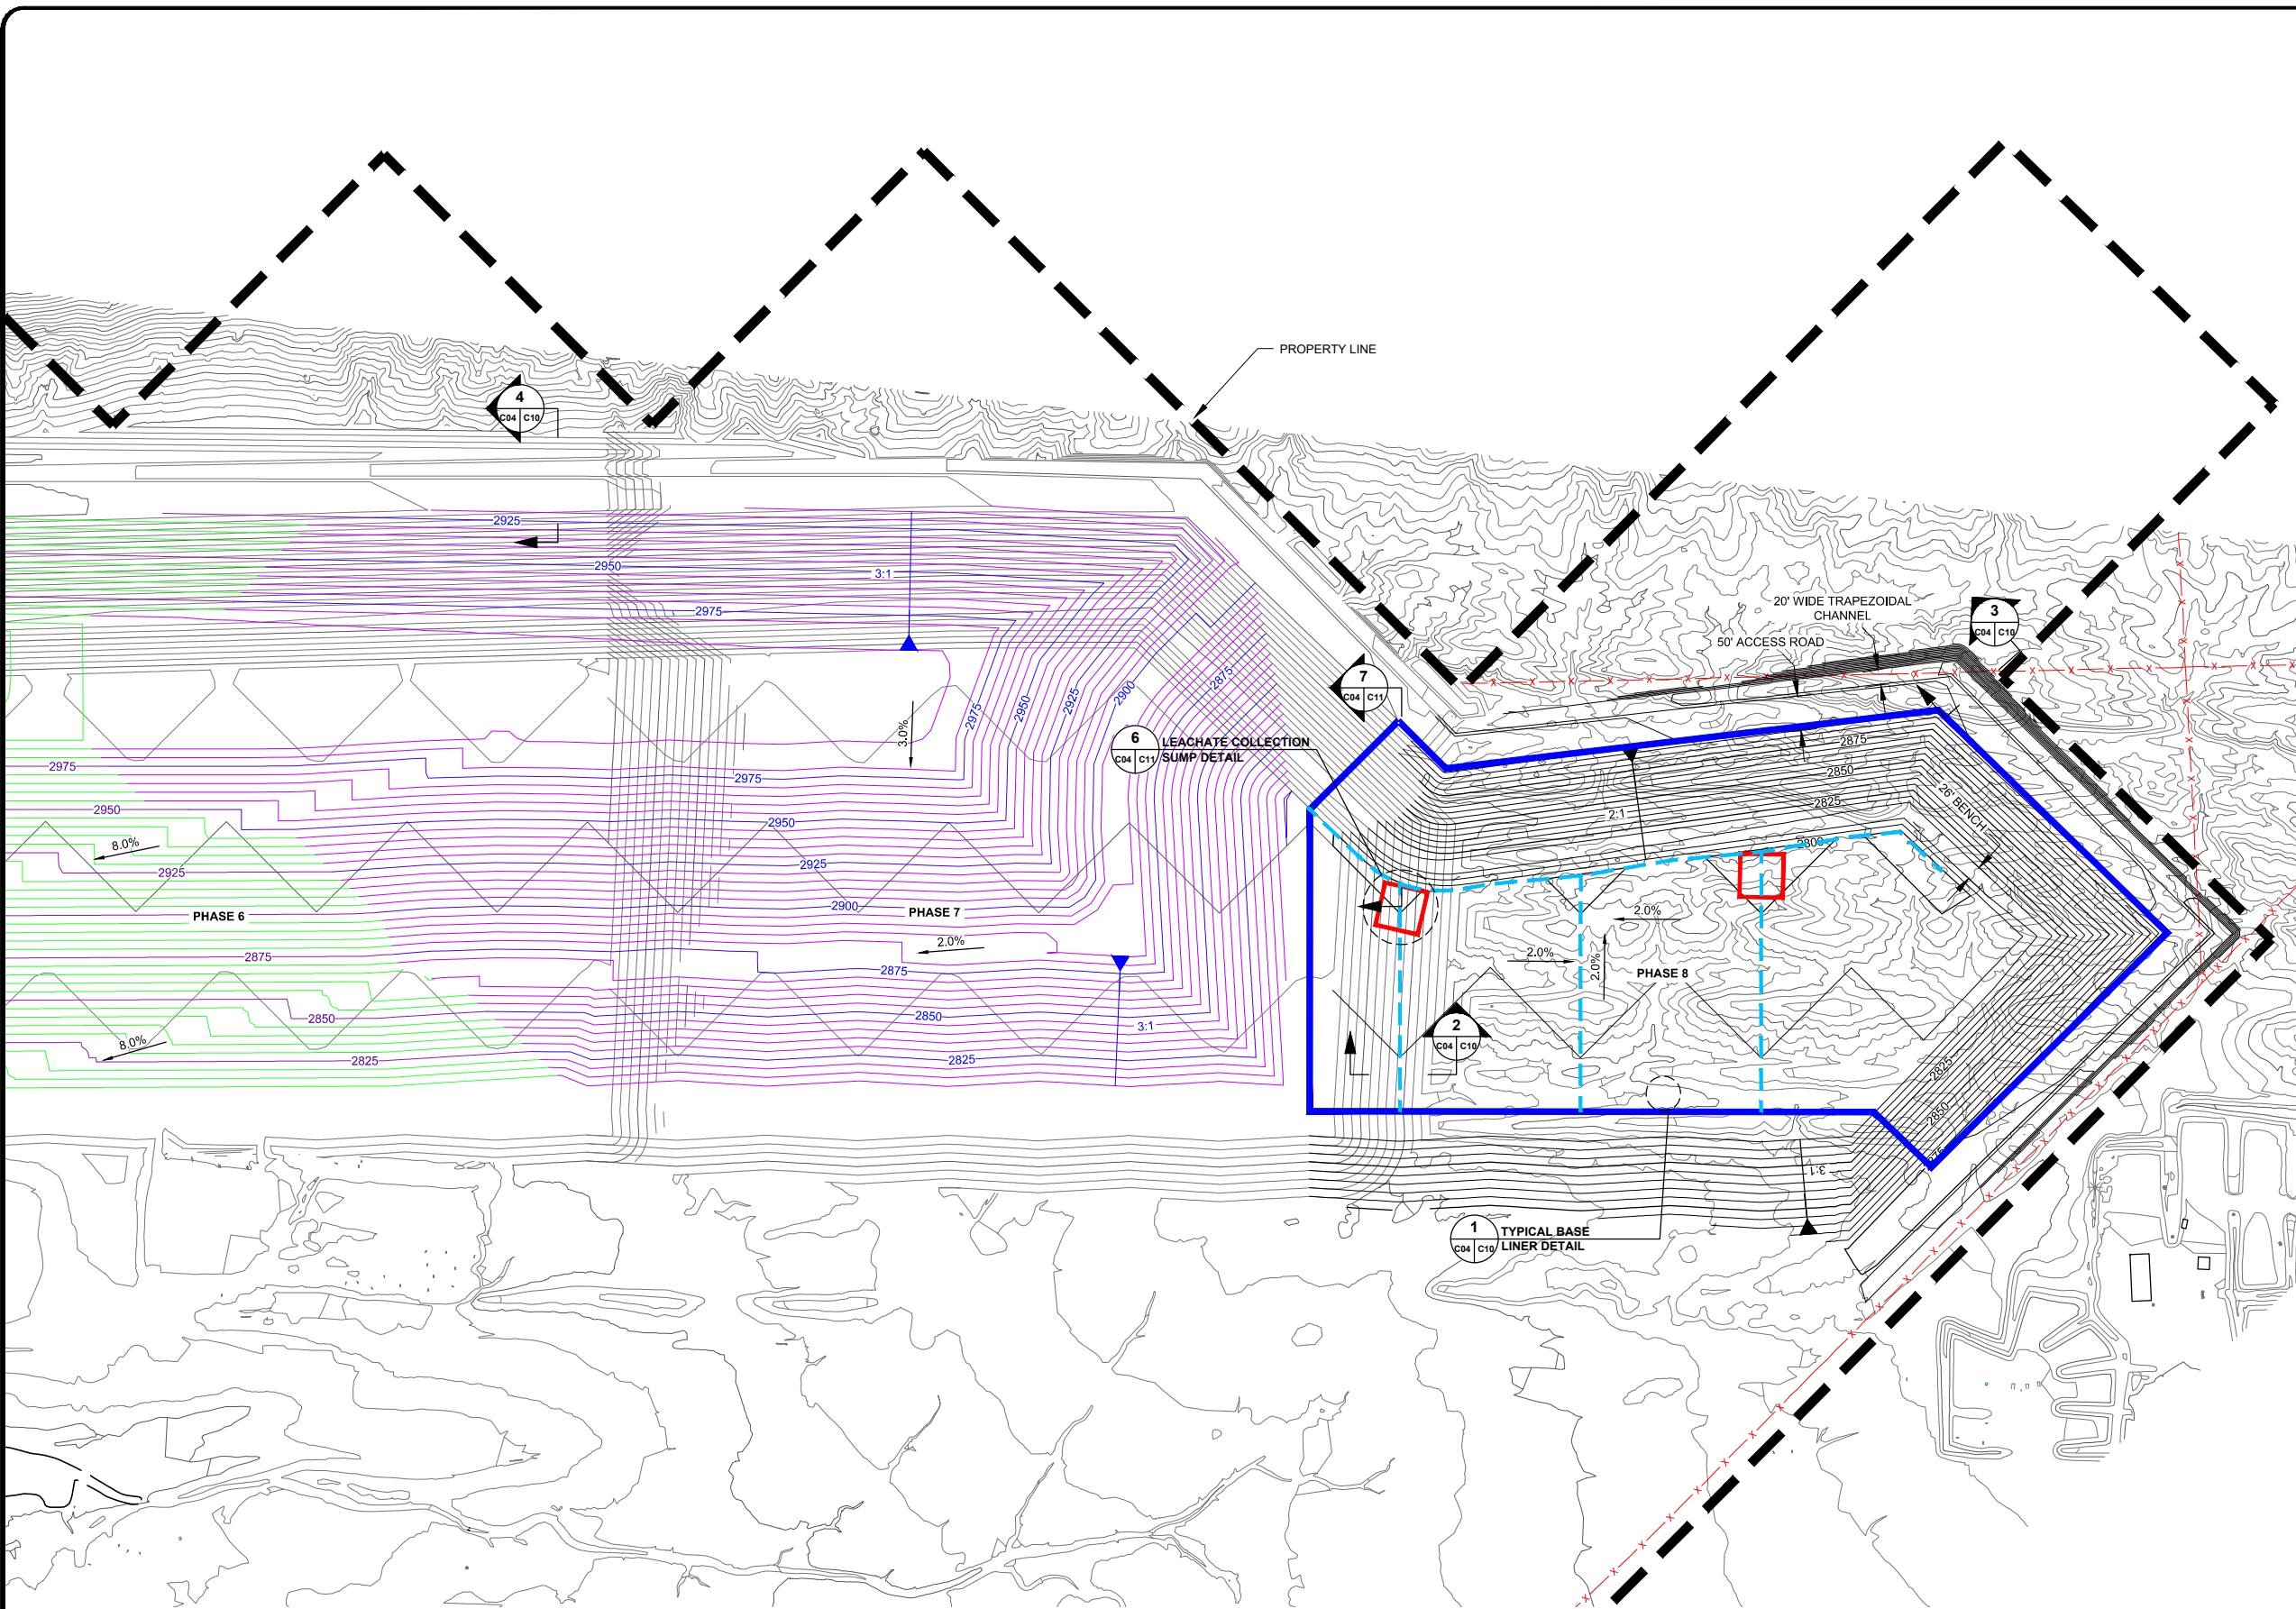 PROPERTY LINE
4
C04 C10
2925
2950
3:1
2975
20' WIDE TRAPEZOIDAL
CHANNEL
3
C04 C10
50' ACCESS ROAD
7
C04 C11
2875
2900
2925
2950
2975
3.0%
6
C04 C11
LEACHATE COLLECTION
SUMP DETAIL
2975
2975
2950
2950
8.0%
2925
2925
2875
2850
2825
26' BENCH
2:1
2800
PHASE 6
2900
PHASE 7
2.0%
2.0%
2.0%
2.0%
PHASE 8
2875
2875
2850
2850
3:1
2825
2825
8.0%
2
C04 C10
2825
2850
2875
3:1
1
C04 C10
TYPICAL BASE
LINER DETAIL